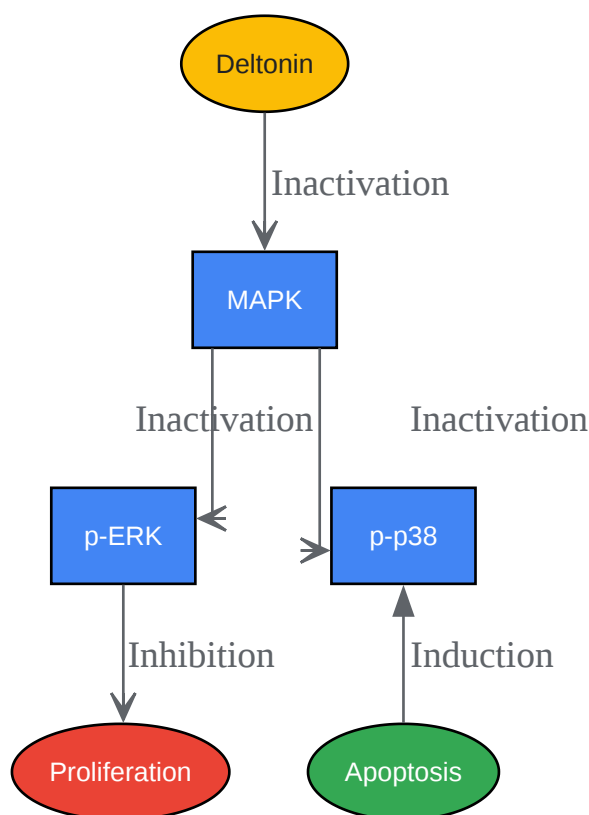 Deltonin
Inactivation
MAPK
Inactivation
Inactivation
p-ERK
p-p38
Inhibition
Induction
Proliferation
Apoptosis